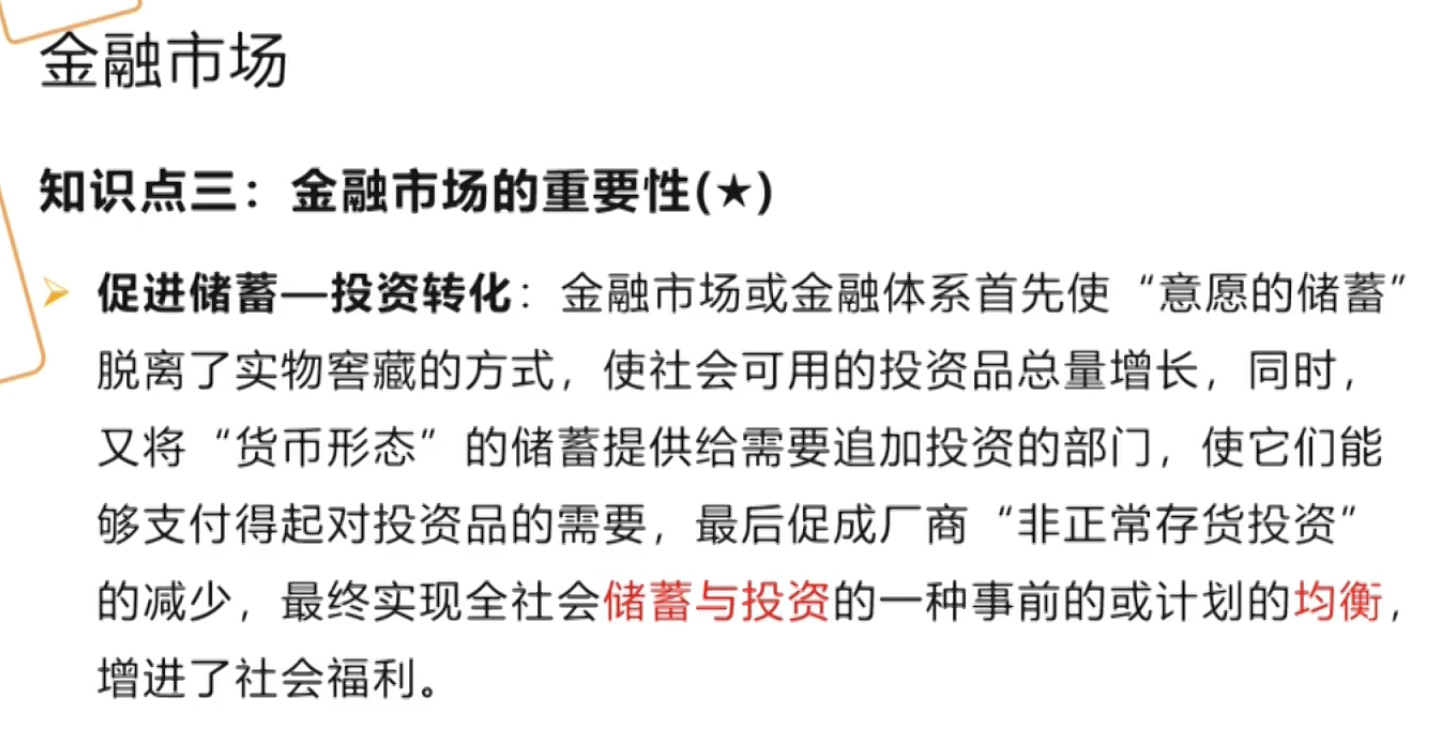 金融市场
知识点三：金融市场的重要性(★)
促进储蓄—投资转化：金融市场或金融体系首先使“意愿的储蓄”
脱离了实物窖藏的方式，使社会可用的投资品总量增长，同时，
又将“货币形态”的储蓄提供给需要追加投资的部门，使它们能
够支付得起对投资品的需要，最后促成厂商“非正常存货投资”
的减少，最终实现全社会储蓄与投资的一种事前的或计划的均衡，
增进了社会福利。